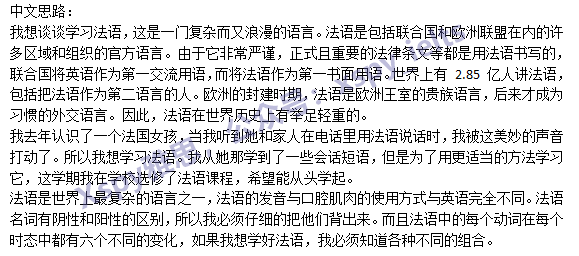 中文思路：
我想谈谈学习法语，这是一门复杂而又浪漫的语言。法语是包括联合国和欧洲联盟在内的许
多区域和组织的官方语言。由于它非常严谨，正式且重要的法律条文等都是用法语书写的，
联合国将英语作为第一交流用语，而将法语作为第一书面用语。世界上有 2.85 亿人讲法语，
包括把法语作为第二语言的人。欧洲的封建时期，法语是欧洲王室的贵族语言，后来才成为
习惯的外交语言。因此，法语在世界历史上有举足轻重的。
我去年认识了一个法国女孩，当我听到她和家人在电话里用法语说话时，我被这美妙的声音
打动了。所以我想学习法语。我从她那学到了一些会话短语，但是为了用更适当的方法学习
它，这学期我在学校选修了法语课程，希望能从头学起。
法语是世界上最复杂的语言之一，法语的发音与口腔肌肉的使用方式与英语完全不同。法语
名词有阴性和阳性的区别，所以我必须仔细的把他们背出来。而且法语中的每个动词在每个
时态中都有六个不同的变化，如果我想学好法语，我必须知道各种不同的组合。